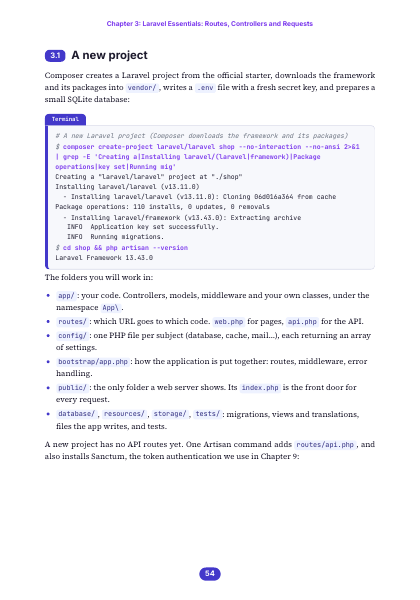 Chapter 3: Laravel Essentials: Routes, Controllers and Requests
3.1 A new project
Composer creates a Laravel project from the official starter, downloads the framework
and its packages into vendor/, writes a .env file with a fresh secret key, and prepares a
small SQLite database:
Terminal
# A new Laravel project (Composer downloads the framework and its packages)
$ composer create-project laravel/laravel shop --no-interaction --no-ansi 2>&1
| grep -E 'Creating a|Installing laravel/(laravel|framework)|Package
operations|key set|Running mig'
Creating a "laravel/laravel" project at "./shop"
Installing laravel/laravel (v13.11.0)
- Installing laravel/laravel (v13.11.0): Cloning 06d016a364 from cache
Package operations: 110 installs, 0 updates, 0 removals
- Installing laravel/framework (v13.43.0): Extracting archive
INFO Application key set successfully.
INFO Running migrations.
$ cd shop && php artisan --version
Laravel Framework 13.43.0
The folders you will work in:
• app/: your code. Controllers, models, middleware and your own classes, under the
namespace App\.
• routes/: which URL goes to which code. web.php for pages, api.php for the API.
• config/: one PHP file per subject (database, cache, mail...), each returning an array
of settings.
• bootstrap/app.php: how the application is put together: routes, middleware, error
handling.
• public/: the only folder a web server shows. Its index.php is the front door for
every request.
• database/, resources/, storage/, tests/: migrations, views and translations,
files the app writes, and tests.
A new project has no API routes yet. One Artisan command adds routes/api.php, and
also installs Sanctum, the token authentication we use in Chapter 9:
54